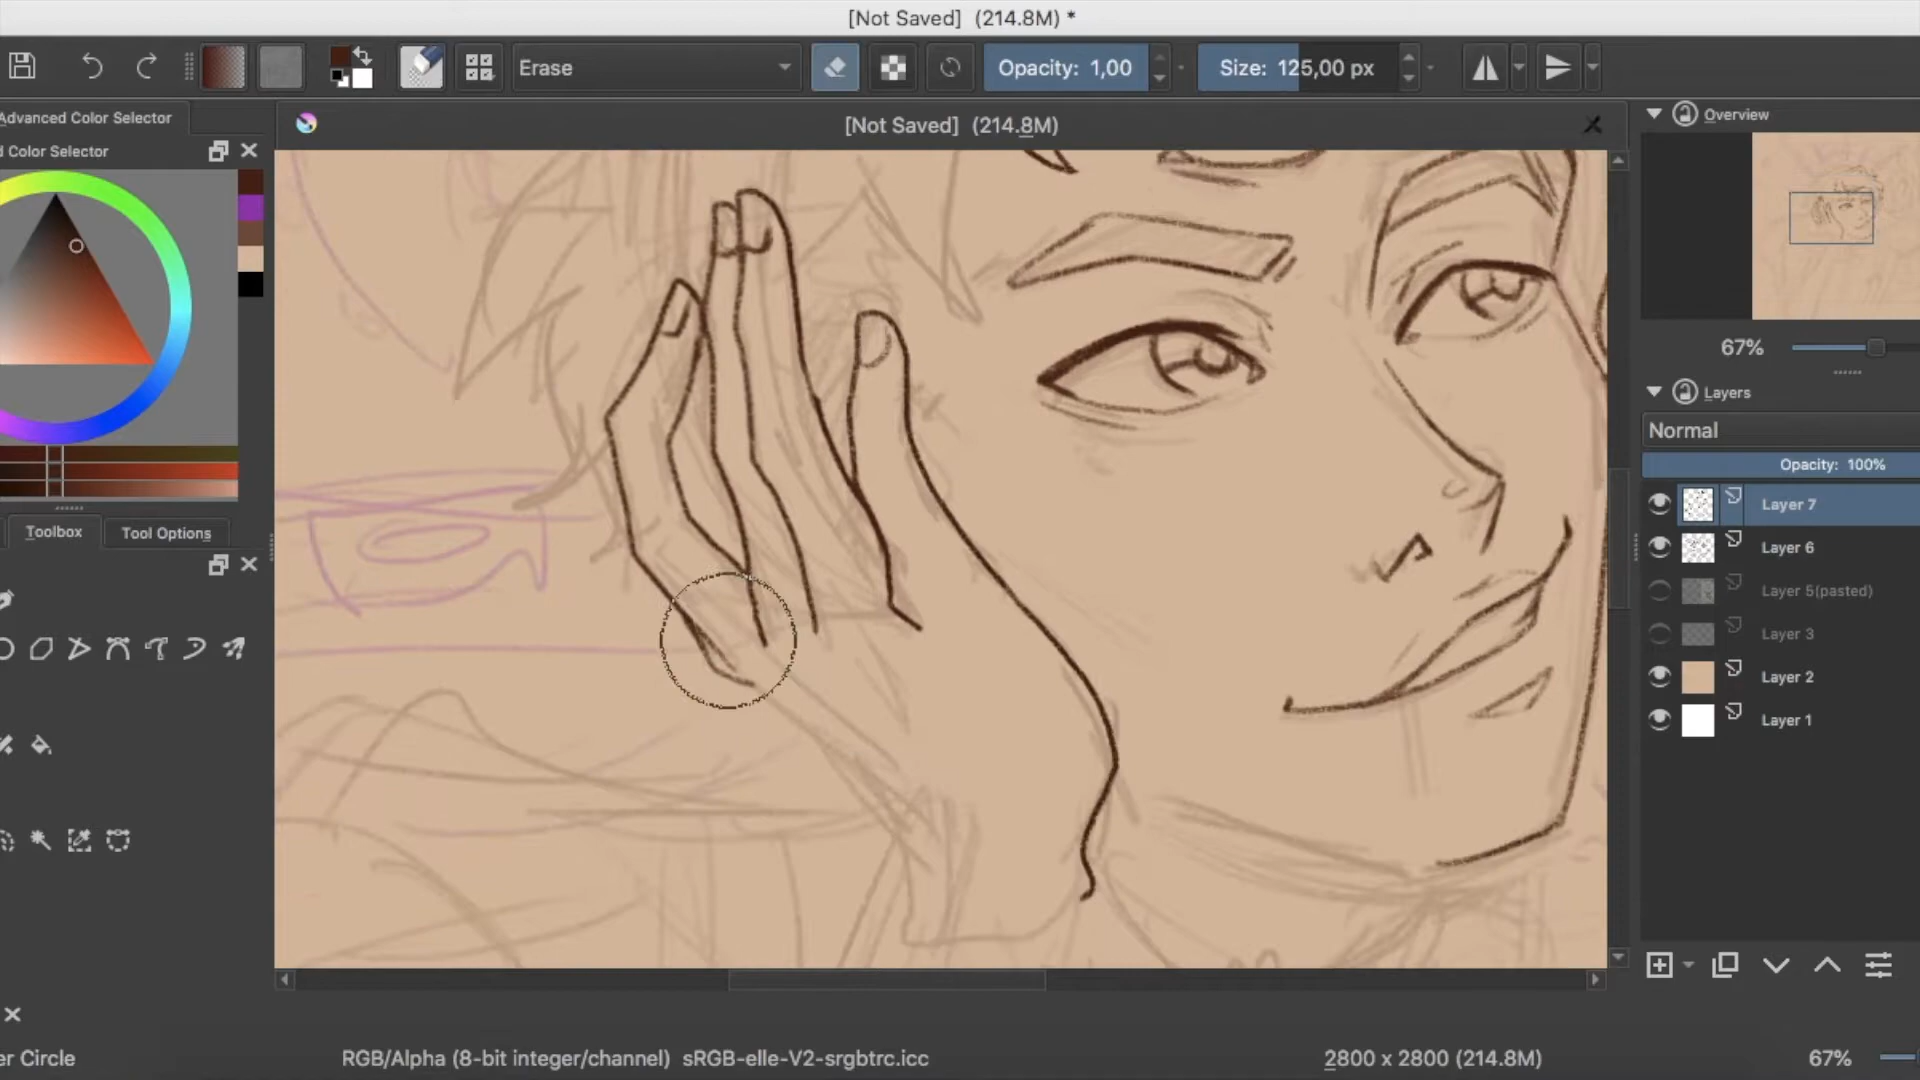 [Not Saved] (214.8M) *
Erase
Opacity: 1,00
Size: 125,00 px
Advanced Color Selector
[Not Saved] (214.8M)
Overview
d Color Selector
67%
Layers
Normal
Opacity: 100%
Layer 7
Toolbox
Tool Options
Layer 6
Layer 5(pasted)
Layer 3
Layer 2
Layer 1
er Circle
RGB/Alpha (8-bit integer/channel) sRGB-elle-V2-srgbtrc.icc
2800 x 2800 (214.8M)
67%